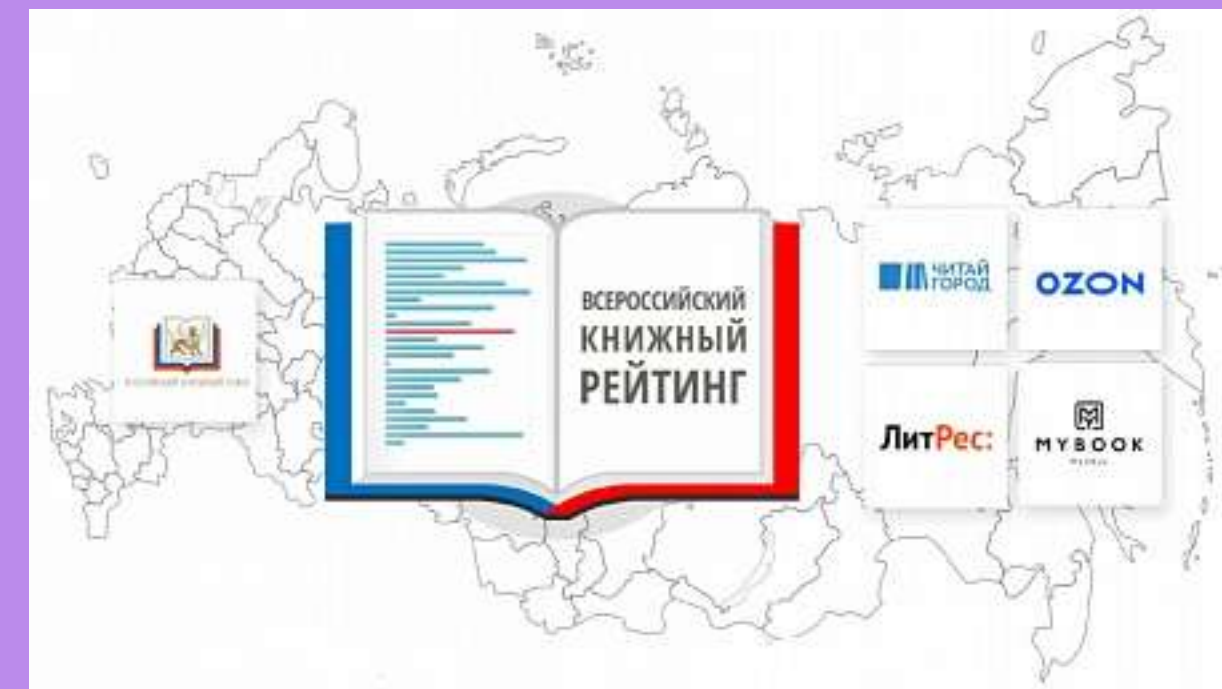 ВСЕРОССИЙСКИЙ
КНИЖНЫЙ
РЕЙТИНГ
ЧИТАЙ
ГОРОД
OZON
ЛитРес:
MYBOOK